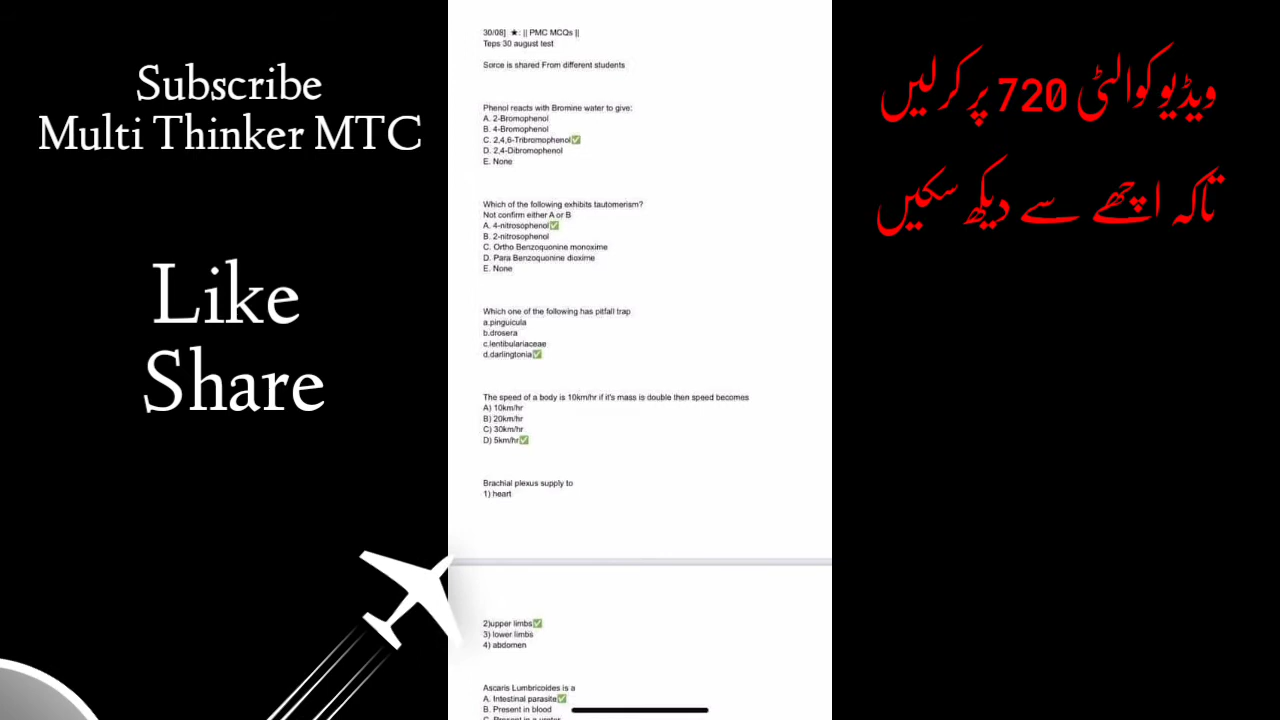 Subscribe
Multi Thinker MTC
Like
Share
30/08] ★: || PMC MCQs ||
Teps 30 august test
Sorce is shared From different students
Phenol reacts with Bromine water to give:
A. 2-Bromophenol
B. 4-Bromophenol
C. 2,4,6-Tribromophenol✅
D. 2,4-Dibromophenol
E. None
Which of the following exhibits tautomerism?
Not confirm either A or B
A. 4-nitrosophenol✅
B. 2-nitrosophenol
C. Ortho Benzoquonine monoxime
D. Para Benzoquonine dioxime
E. None
Which one of the following has pitfall trap
a.pinguicula
b.drosera
c.lentibulariaceae
d.darlingtonia✅
The speed of a body is 10km/hr if it's mass is double then speed becomes
A) 10km/hr
B) 20km/hr
C) 30km/hr
D) 5km/hr✅
Brachial plexus supply to
1) heart
2)upper limbs✅
3) lower limbs
4) abdomen
Ascaris Lumbricoides is a
A. Intestinal parasite✅
B. Present in blood
C. Present in a ureter
ویڈیو کوالٹی 720 پر کرلیں
تاکہ اچھے سے دیکھ سکیں